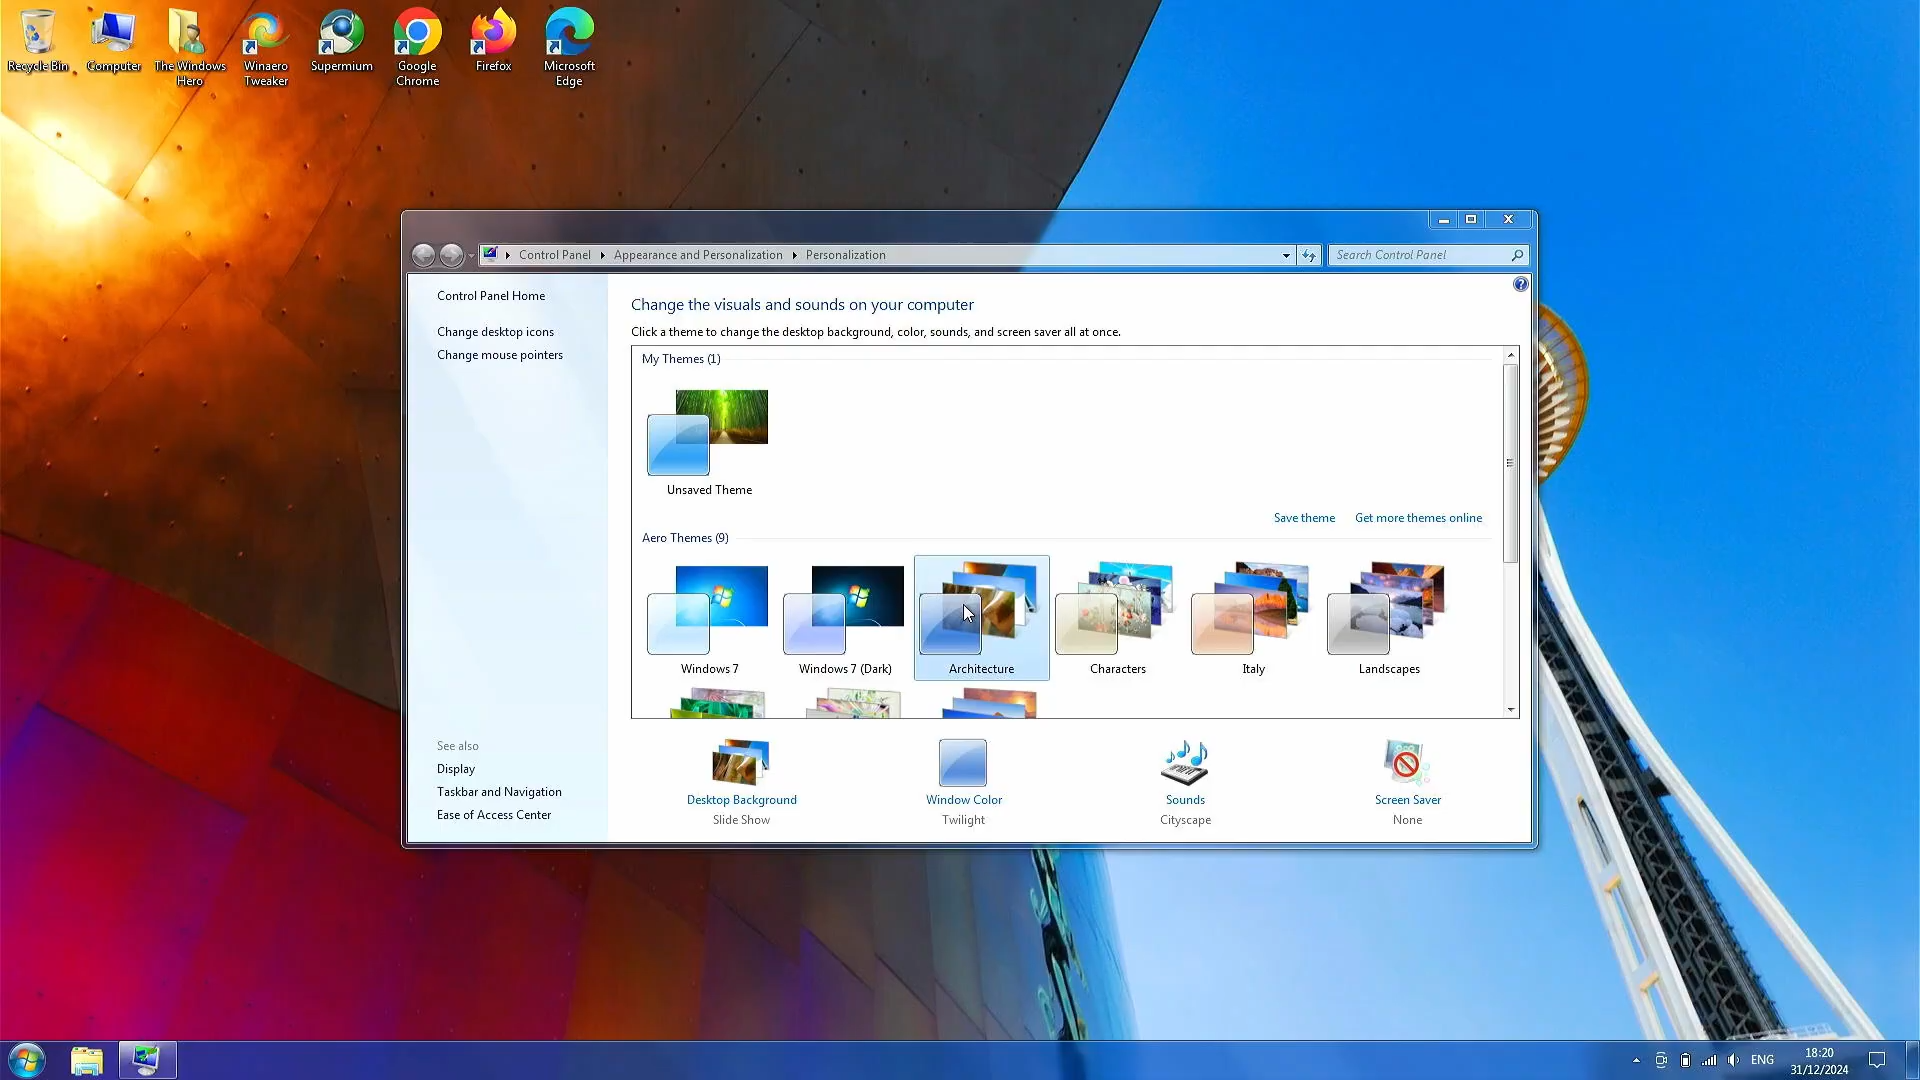 Recycle Bin
Computer
The Windows
Hero
Winaero
Tweaker
Supermium
Google
Chrome
Firefox
Microsoft
Edge
Control Panel
Appearance and Personalization
Personalization
Search Control Panel
Control Panel Home
Change desktop icons
Change mouse pointers
See also
Display
Taskbar and Navigation
Ease of Access Center
Change the visuals and sounds on your computer
Click a theme to change the desktop background, color, sounds, and screen saver all at once.
My Themes (1)
Unsaved Theme
Save theme
Get more themes online
Aero Themes (9)
Windows 7
Windows 7 (Dark)
Architecture
Characters
Italy
Landscapes
Desktop Background
Slide Show
Window Color
Twilight
Sounds
Cityscape
Screen Saver
None
ENG
18:20
31/12/2024